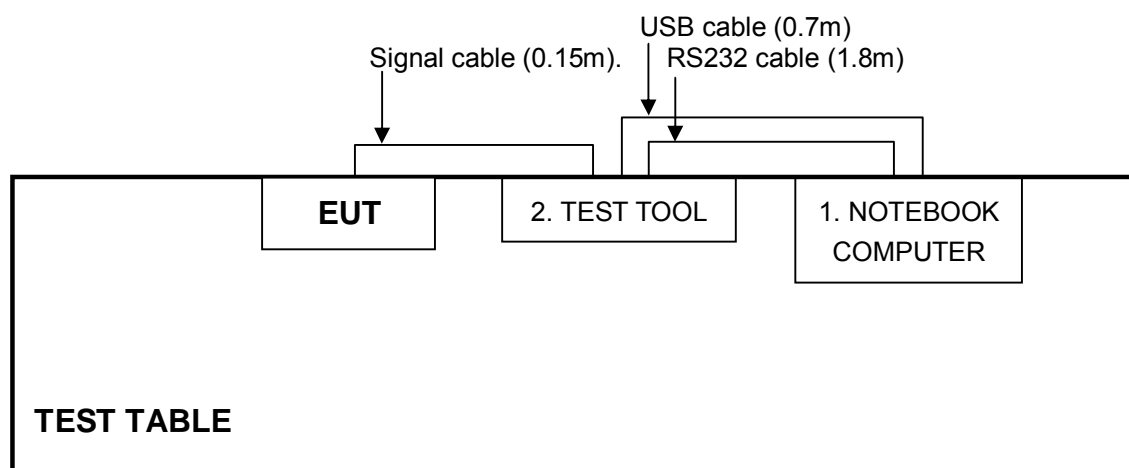 USB cable (0.7m)
Signal cable (0.15m).
RS232 cable (1.8m)
EUT
2. TEST TOOL
1. NOTEBOOK
COMPUTER
TEST TABLE